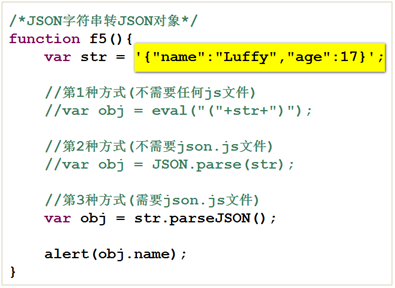 /*JSON字符串转JSON对象*/
function f5(){
var str = '{"name":"Luffy","age":17}';
//第1种方式(不需要任何js文件)
//var obj = eval("("+str+")");
//第2种方式(不需要json.js文件)
//var obj = JSON.parse(str);
//第3种方式(需要json.js文件)
var obj = str.parseJSON();
alert(obj.name);
}